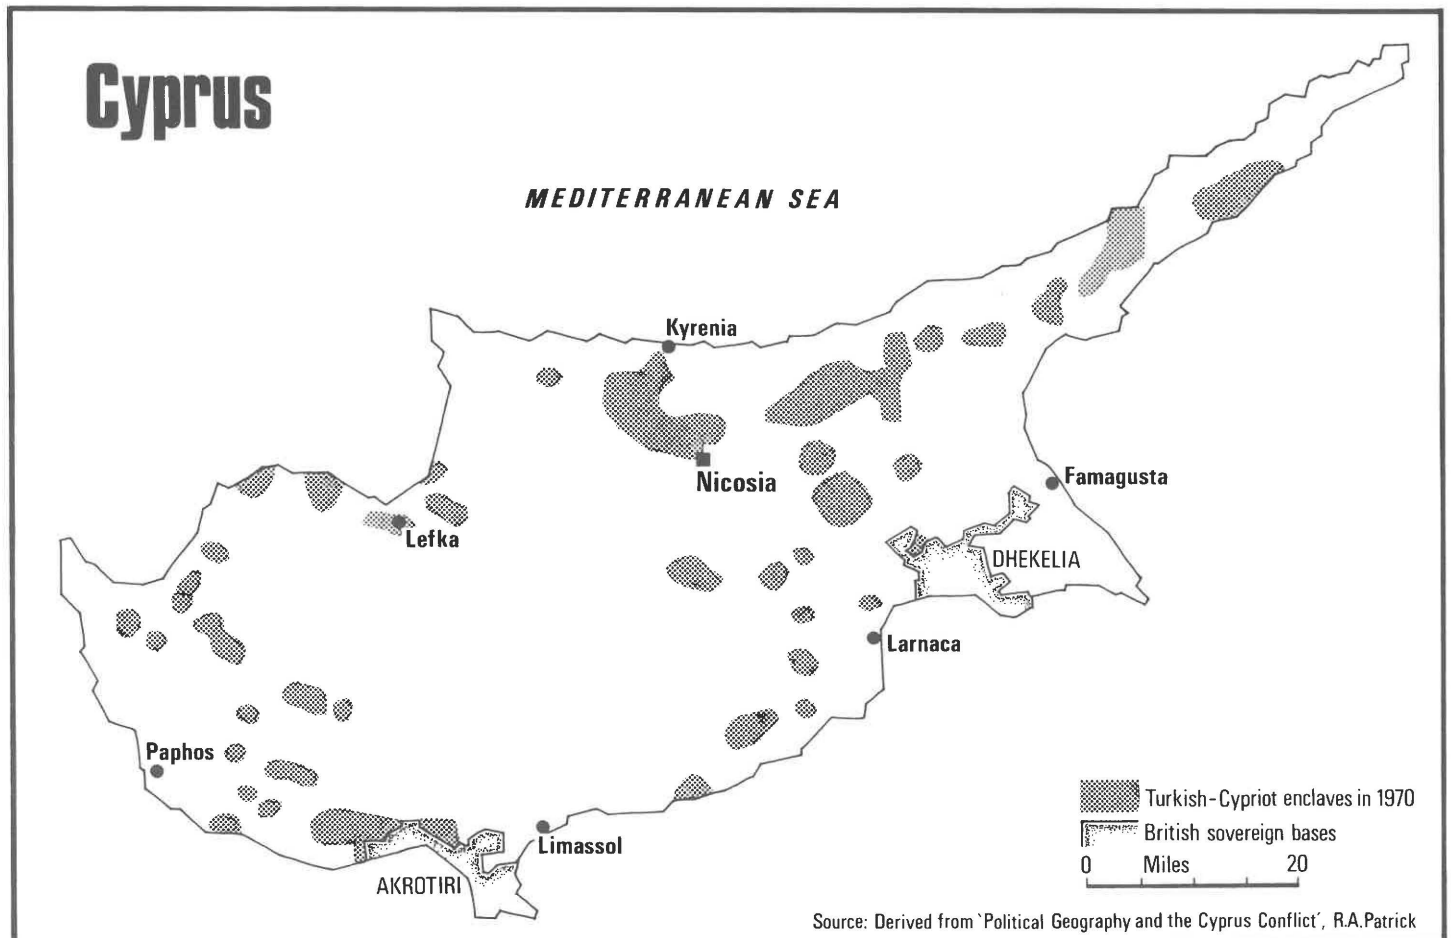 Cyprus
MEDITERRANEAN SEA
Kyrenia
Nicosia
Famagusta
Lefka
DHEKELIA
Larnaca
Paphos
Limassol
AKROTIRI
Turkish-Cypriot enclaves in 1970
British sovereign bases
0 Miles 20
Source: Derived from 'Political Geography and the Cyprus Conflict', R.A.Patrick